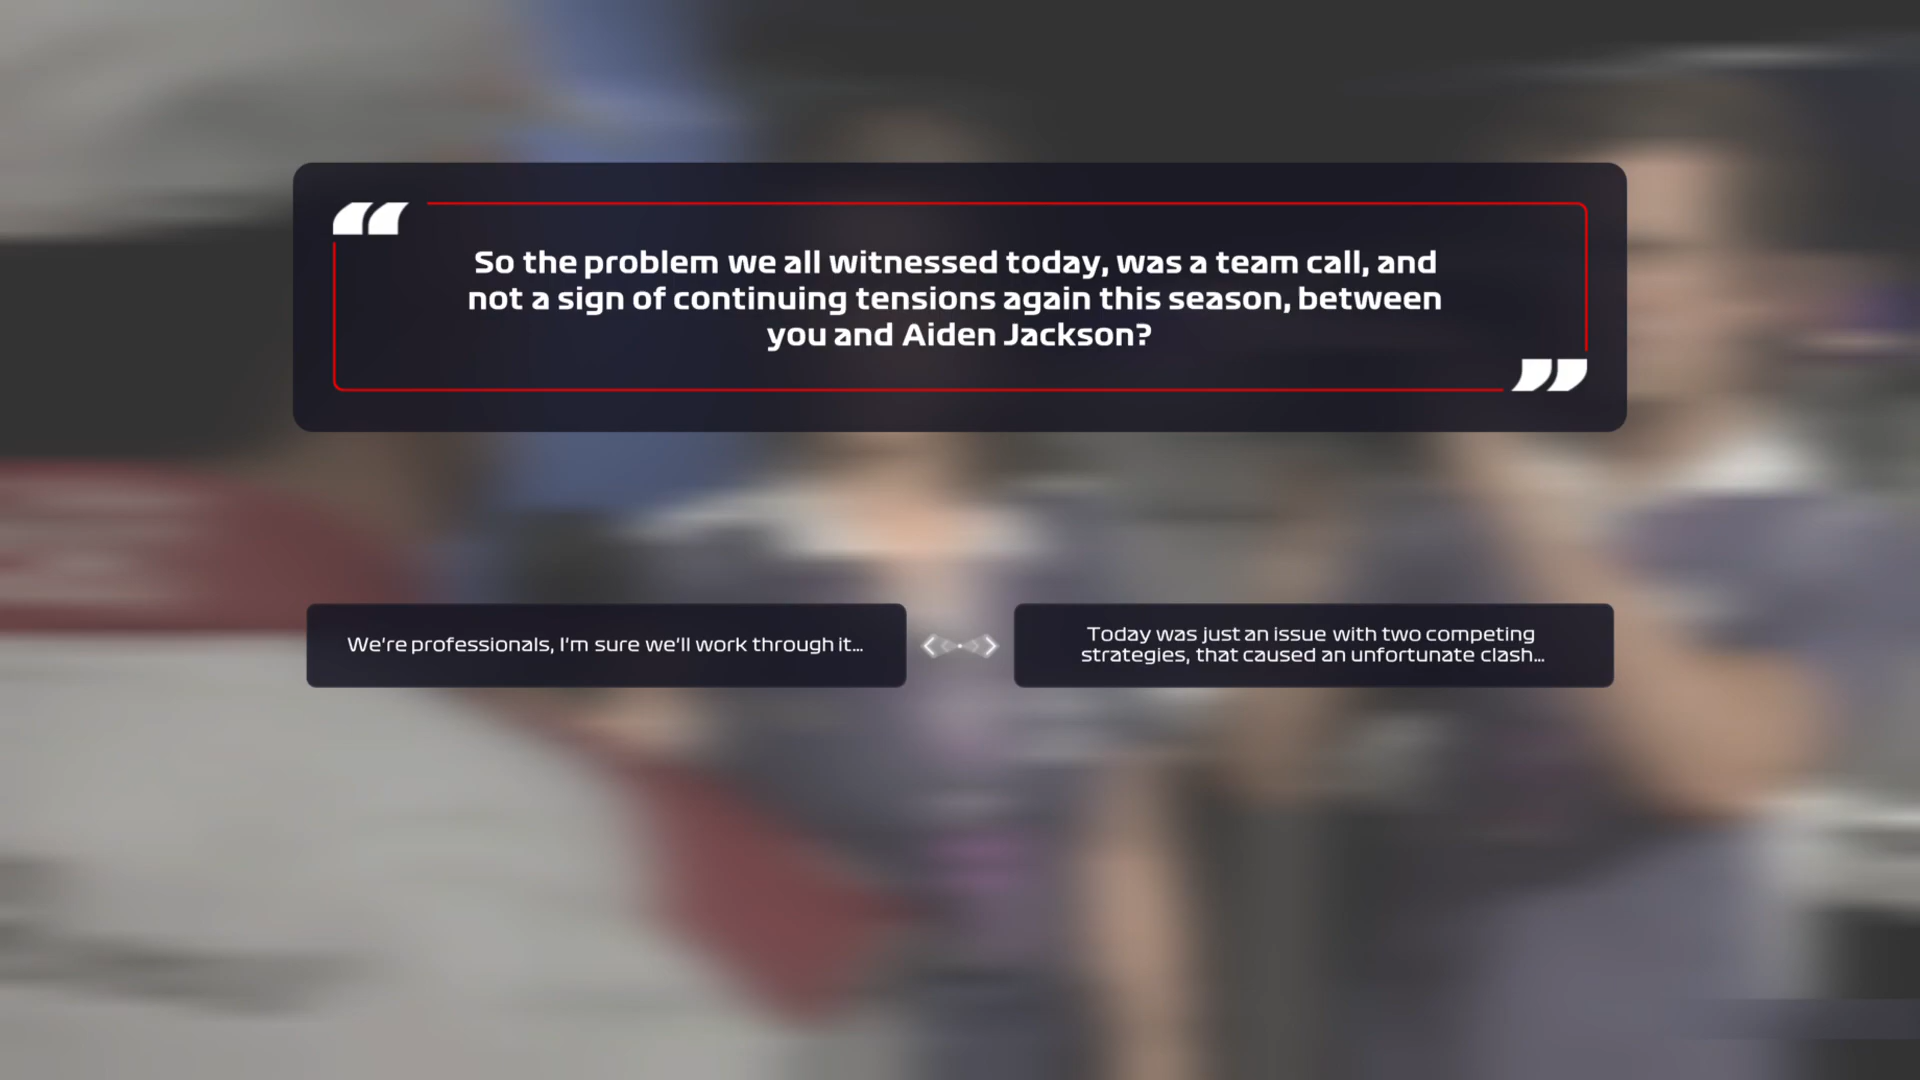 So the problem we all witnessed today, was a team call, and
not a sign of continuing tensions again this season, between
you and Aiden Jackson?
We're professionals, I'm sure we'll work through it...
Today was just an issue with two competing
strategies, that caused an unfortunate clash...